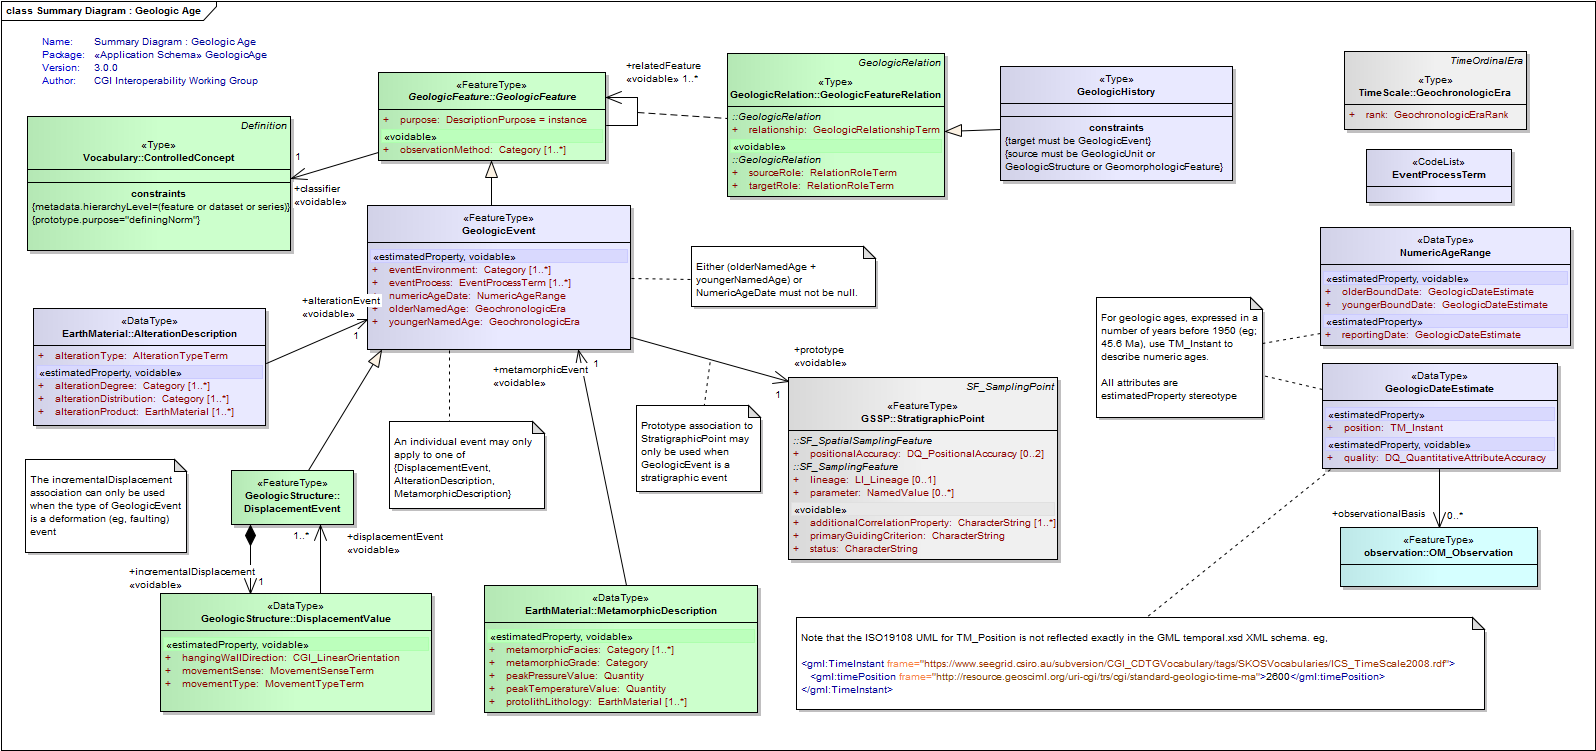 class Summary Diagram : Geologic Age
Name: Summary Diagram : Geologic Age
Package: «Application Schema» GeologicAge
Version: 3.0.0
Author: CGI Interoperability Working Group
«FeatureType»
GeologicFeature::GeologicFeature
+ purpose: DescriptionPurpose = instance
«voidable»
+ observationMethod: Category [1..*]
+relatedFeature
«voidable» 1..*
GeologicRelation
«Type»
GeologicRelation::GeologicFeatureRelation
::GeologicRelation
+ relationship: GeologicRelationshipTerm
«voidable»
::GeologicRelation
+ sourceRole: RelationRoleTerm
+ targetRole: RelationRoleTerm
«Type»
GeologicHistory
constraints
{target must be GeologicEvent}
{source must be GeologicUnit or
GeologicStructure or GeomorphologicFeature}
TimeOrdinalEra
«Type»
TimeScale::GeochronologicEra
+ rank: GeochronologicEraRank
«CodeList»
EventProcessTerm
Definition
«Type»
Vocabulary::ControlledConcept
constraints
{metadata.hierarchyLevel=(feature or dataset or series)}
{prototype.purpose="definingNorm"}
1
+classifier
«voidable»
«FeatureType»
GeologicEvent
«estimatedProperty, voidable»
+ eventEnvironment: Category [1..*]
+ eventProcess: EventProcessTerm [1..*]
+ numericAgeDate: NumericAgeRange
+ olderNamedAge: GeochronologicEra
+ youngerNamedAge: GeochronologicEra
Either (olderNamedAge +
youngerNamedAge) or
NumericAgeDate must not be null.
«DataType»
NumericAgeRange
«estimatedProperty, voidable»
+ olderBoundDate: GeologicDateEstimate
+ youngerBoundDate: GeologicDateEstimate
«estimatedProperty»
+ reportingDate: GeologicDateEstimate
For geologic ages, expressed in a
number of years before 1950 (eg;
45.6 Ma), use TM_Instant to
describe numeric ages.
All attributes are
estimatedProperty stereotype
+alterationEvent
«voidable»
1
«DataType»
EarthMaterial::AlterationDescription
+ alterationType: AlterationTypeTerm
«estimatedProperty, voidable»
+ alterationDegree: Category [1..*]
+ alterationDistribution: Category [1..*]
+ alterationProduct: EarthMaterial [1..*]
+metamorphicEvent
«voidable»
1
+prototype
«voidable»
1
SF_SamplingPoint
«FeatureType»
GSSP::StratigraphicPoint
::SF_SpatialSamplingFeature
+ positionalAccuracy: DQ_PositionalAccuracy [0..2]
::SF_SamplingFeature
+ lineage: LI_Lineage [0..1]
+ parameter: NamedValue [0..*]
«voidable»
+ additionalCorrelationProperty: CharacterString [1..*]
+ primaryGuidingCriterion: CharacterString
+ status: CharacterString
«DataType»
GeologicDateEstimate
«estimatedProperty»
+ position: TM_Instant
«estimatedProperty, voidable»
+ quality: DQ_QuantitativeAttributeAccuracy
An individual event may only
apply to one of
{DisplacementEvent,
AlterationDescription,
MetamorphicDescription}
Prototype association to
StratigraphicPoint may
only be used when
GeologicEvent is a
stratigraphic event
The incrementalDisplacement
association can only be used
when the type of GeologicEvent
is a deformation (eg, faulting)
event
«FeatureType»
GeologicStructure::
DisplacementEvent
1..*
+displacementEvent
«voidable»
+incrementalDisplacement
«voidable»
1
+observationalBasis
0..*
«FeatureType»
observation::OM_Observation
«DataType»
GeologicStructure::DisplacementValue
«estimatedProperty, voidable»
+ hangingWallDirection: CGI_LinearOrientation
+ movementSense: MovementSenseTerm
+ movementType: MovementTypeTerm
«DataType»
EarthMaterial::MetamorphicDescription
«estimatedProperty, voidable»
+ metamorphicFacies: Category [1..*]
+ metamorphicGrade: Category
+ peakPressureValue: Quantity
+ peakTemperatureValue: Quantity
+ protolithLithology: EarthMaterial [1..*]
Note that the ISO19108 UML for TM_Position is not reflected exactly in the GML temporal.xsd XML schema. eg,
<gml:TimeInstant frame="https://www.seegrid.csiro.au/subversion/CGI_CDTGVocabulary/tags/SKOSVocabularies/ICS_TimeScale2008.rdf">
<gml:timePosition frame="http://resource.geosciml.org/uri-cgi/trs/cgi/standard-geologic-time-ma">2600</gml:timePosition>
</gml:TimeInstant>